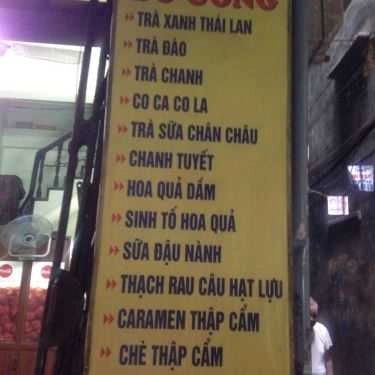 TRÀ XANH THÁI LAN
TRÀ ĐÀO
TRÀ CHANH
CO CA CO LA
TRÀ SỮA CHÂN CHÂU
CHANH TUYẾT
HOA QUẢ DẦM
SINH TỐ HOA QUẢ
SỮA ĐẬU NÀNH
THẠCH RAU CÂU HẠT LỰU
CARAMEN THẬP CẨM
CHÈ THẬP CẨM